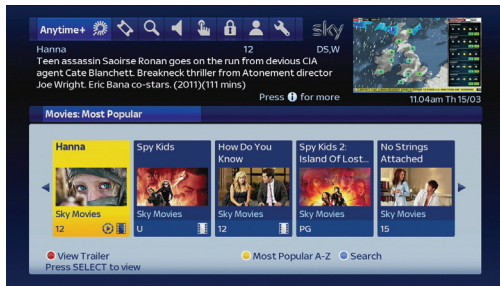 Anytime+
sky
Hanna 12 DS,W
Teen assassin Saoirse Ronan goes on the run from devious CIA
agent Cate Blanchett. Breakneck thriller from Atonement director
Joe Wright. Eric Bana co-stars. (2011)(111 mins)
Press i for more
11.04am Th 15/03
Movies: Most Popular
Hanna
Sky Movies
12
Spy Kids
Sky Movies
U
How Do You
Know
Sky Movies
12
Spy Kids 2:
Island Of Lost...
Sky Movies
PG
No Strings
Attached
Sky Movies
15
View Trailer
Most Popular A-Z
Search
Press SELECT to view